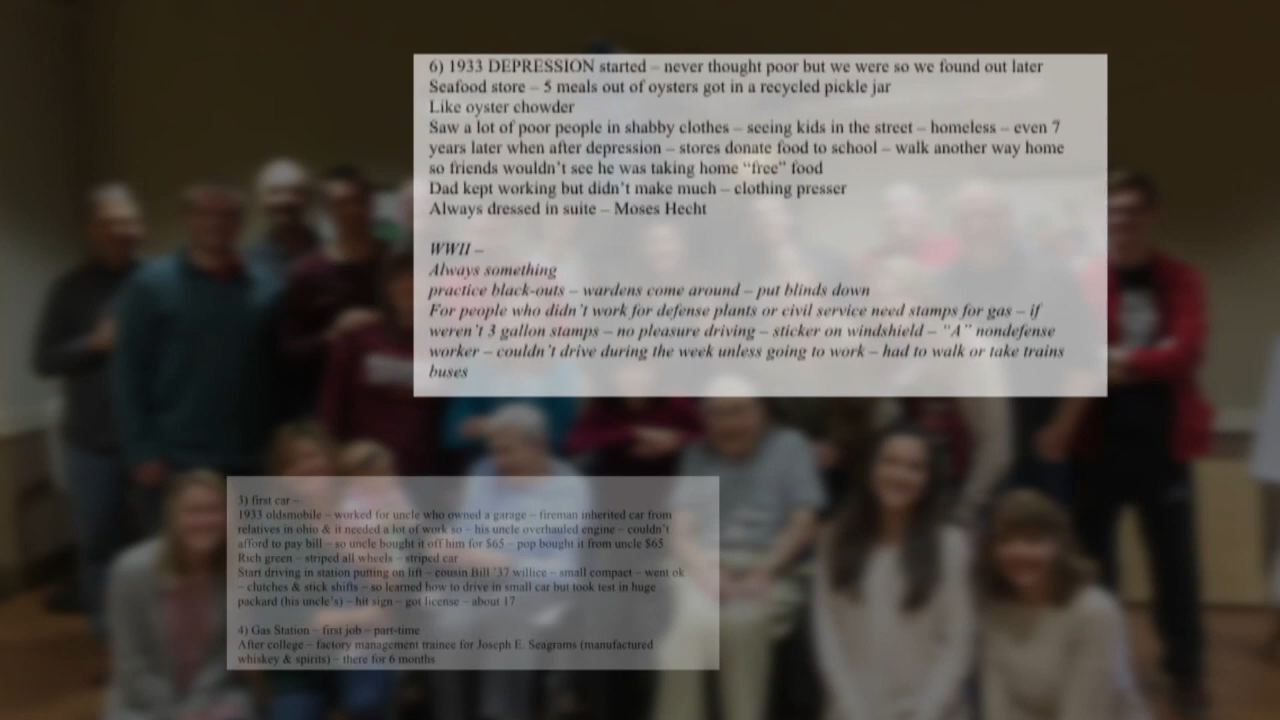 6) 1933 DEPRESSION started – never thought poor but we were so we found out later
Seafood store – 5 meals out of oysters got in a recycled pickle jar
Like oyster chowder
Saw a lot of poor people in shabby clothes – seeing kids in the street – homeless – even 7
years later when after depression – stores donate food to school – walk another way home
so friends wouldn't see he was taking home "free" food
Dad kept working but didn't make much – clothing presser
Always dressed in suite – Moses Hecht
WWII –
Always something
practice black-outs – wardens come around – put blinds down
For people who didn't work for defense plants or civil service need stamps for gas – if
weren't 3 gallon stamps – no pleasure driving – sticker on windshield – "A" nondefense
worker – couldn't drive during the week unless going to work – had to walk or take trains
buses
3) first car –
1933 oldsmobile – worked for uncle who owned a garage – fireman inherited car from
relatives in ohio & it needed a lot of work so – his uncle overhauled engine – couldn't
afford to pay bill – so uncle bought it off him for $65 – pop bought it from uncle $65
Rich green – striped all wheels – striped car
Start driving in station putting on lift – cousin Bill '37 willice – small compact – went ok
– clutches & stick shifts – so learned how to drive in small car but took test in huge
packard (his uncle's) – hit sign – got license – about 17
4) Gas Station – first job – part-time
After college – factory management trainee for Joseph E. Seagrams (manufactured
whiskey & spirits) – there for 6 months